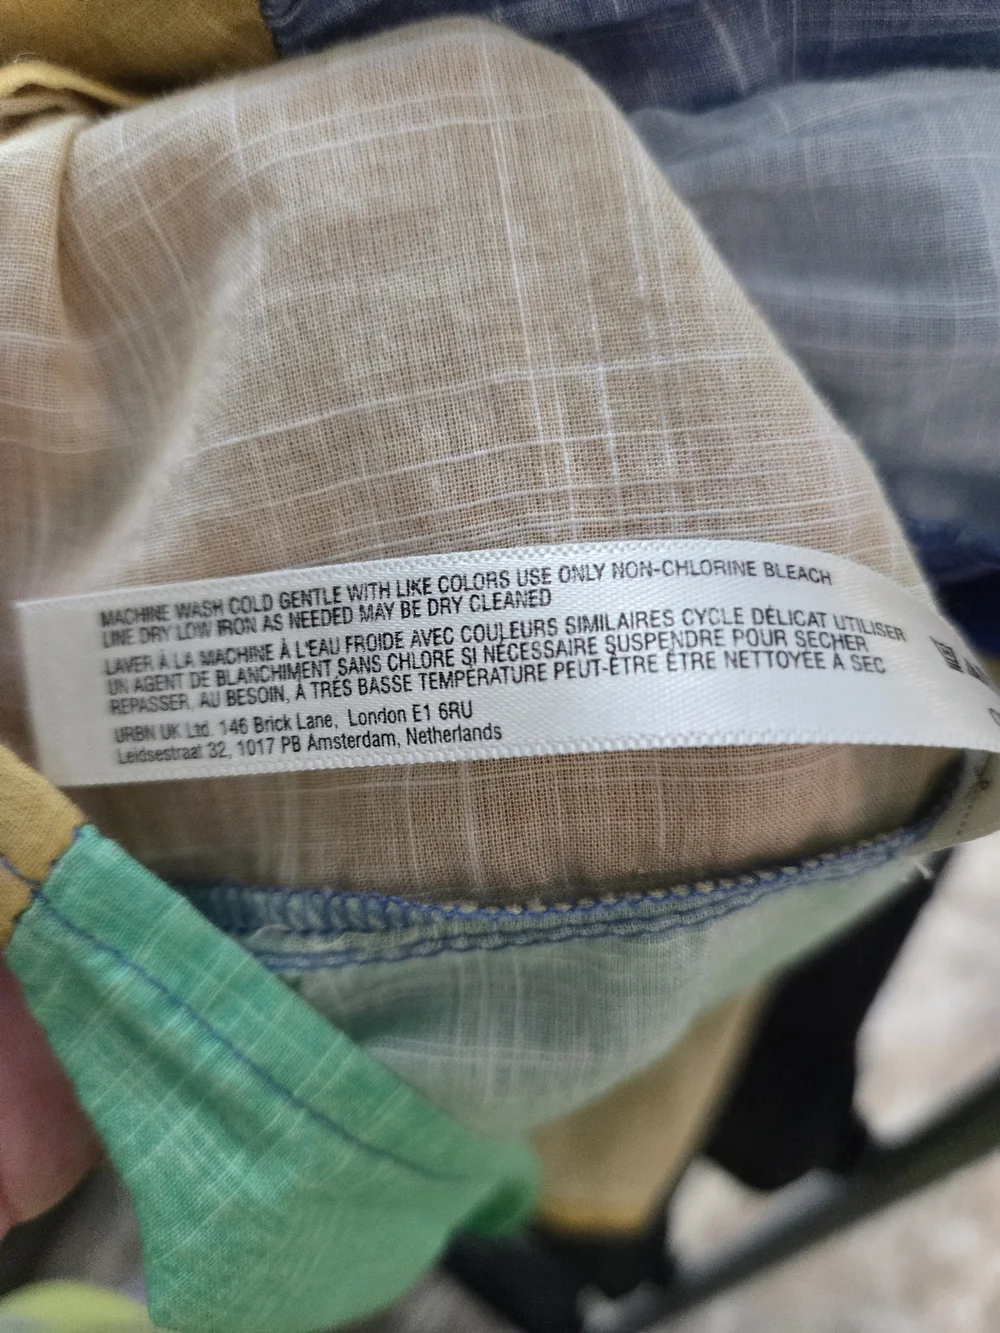 MACHINE WASH COLD GENTLE WITH LIKE COLORS USE ONLY NON-CHLORINE BLEACH
LINE DRY LOW IRON AS NEEDED MAY BE DRY CLEANED
LAVER À LA MACHINE À L'EAU FROIDE AVEC COULEURS SIMILAIRES CYCLE DÉLICAT UTILISER
UN AGENT DE BLANCHIMENT SANS CHLORE SI NÉCESSAIRE SUSPENDRE POUR SECHER
REPASSER, AU BESOIN, À TRÉS BASSE TEMPÉRATURE PEUT-ÊTRE ÊTRE NETTOYÉE À SEC
URBN UK Ltd. 146 Brick Lane, London E1 6RU
Leidsestraat 32, 1017 PB Amsterdam, Netherlands